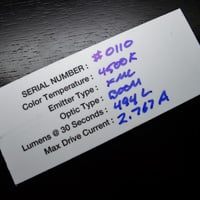 SERIAL NUMBER: #0110
Color Temperature: 4500K
Emitter Type: XML
Optic Type: BOOM
Lumens @ 30 Seconds: 494 L
Max Drive Current: 2.767 A